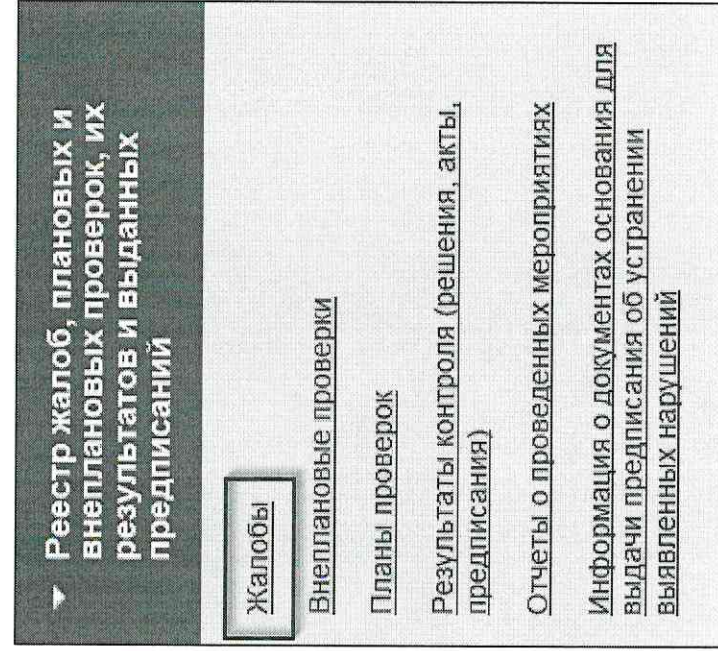 Реестр жалоб, плановых и
внеплановых проверок, их
результатов и выданных
предписаний
Жалобы
Внеплановые проверки
Планы проверок
Результаты контроля (решения, акты,
предписания)
Отчеты о проведенных мероприятиях
Информация о документах основания для
выдачи предписания об устранении
выявленных нарушений